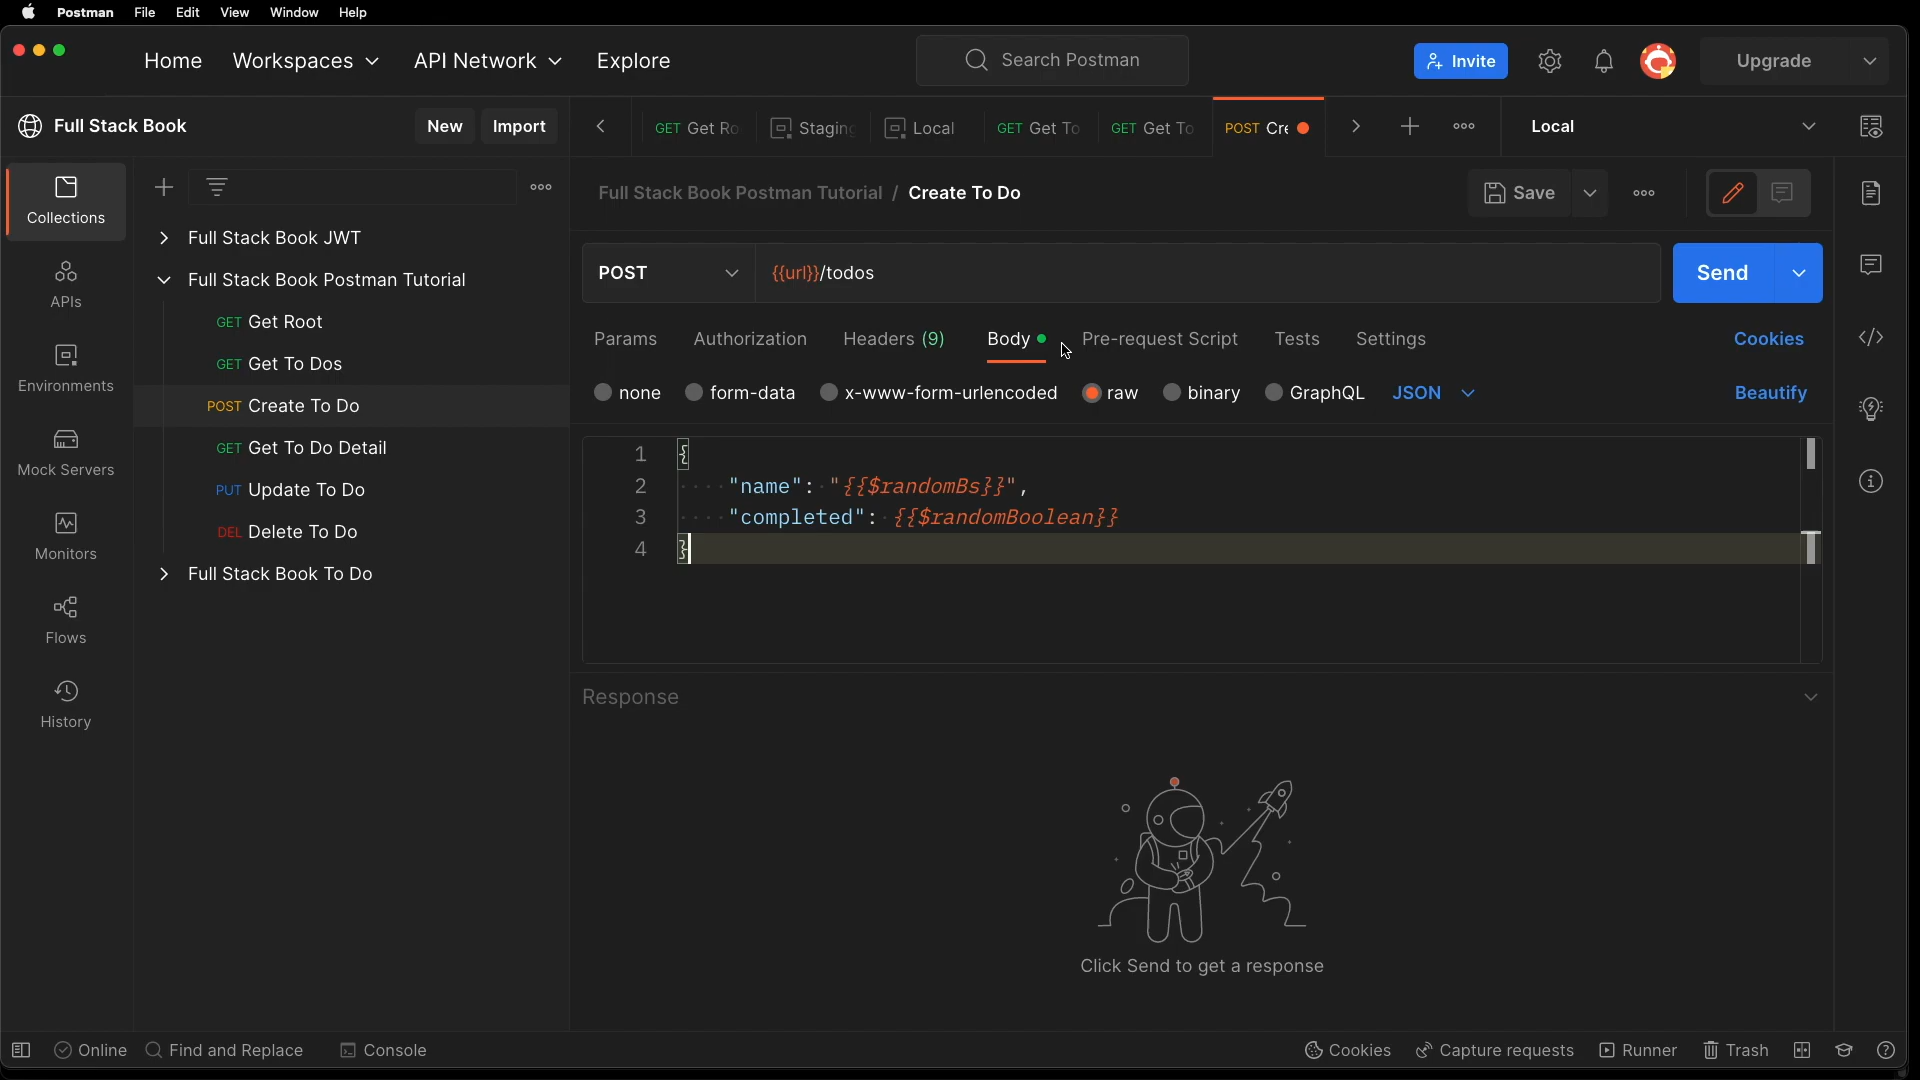 Postman File Edit View Window Help
Home Workspaces API Network Explore Search Postman Invite Upgrade
Full Stack Book New Import GET Get Ro Staging Local GET Get To GET Get To POST Cre Local
Collections
APIs
Environments
Mock Servers
Monitors
Flows
History
Full Stack Book JWT
Full Stack Book Postman Tutorial
GET Get Root
GET Get To Dos
POST Create To Do
GET Get To Do Detail
PUT Update To Do
DEL Delete To Do
Full Stack Book To Do
Full Stack Book Postman Tutorial / Create To Do Save
POST {{url}}/todos Send
Params Authorization Headers (9) Body Pre-request Script Tests Settings Cookies
none form-data x-www-form-urlencoded raw binary GraphQL JSON Beautify
1 {
2 "name": "{{$randomBs}}",
3 "completed": {{$randomBoolean}}
4 }
Response
Click Send to get a response
Online Find and Replace Console Cookies Capture requests Runner Trash